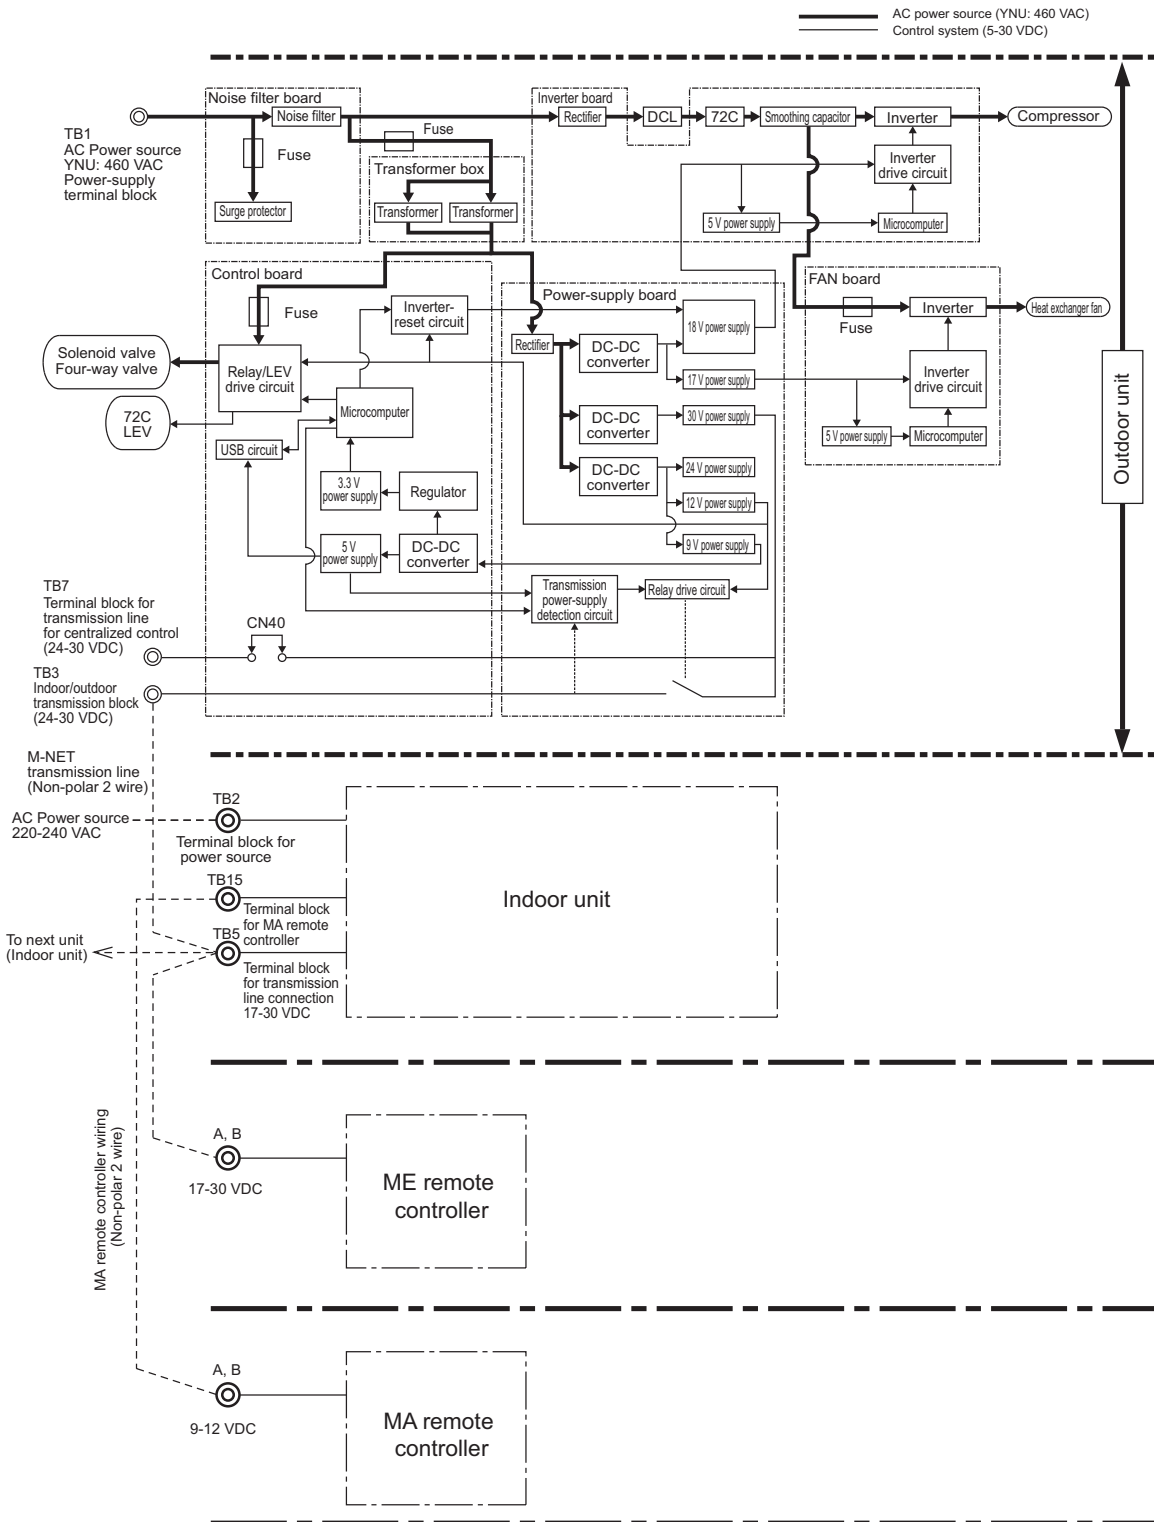 AC power source (YNU: 460 VAC)
Control system (5-30 VDC)
Noise filter board
Noise filter
Fuse
Fuse
Surge protector
TB1
AC Power source
YNU: 460 VAC
Power-supply
terminal block
Transformer box
Transformer
Transformer
Inverter board
Rectifier
DCL
72C
Smoothing capacitor
Inverter
Compressor
Inverter
drive circuit
5 V power supply
Microcomputer
Control board
Fuse
Inverter-
reset circuit
Solenoid valve
Four-way valve
Relay/LEV
drive circuit
72C
LEV
Microcomputer
USB circuit
3.3 V
power supply
Regulator
5 V
power supply
DC-DC
converter
Power-supply board
Rectifier
DC-DC
converter
18 V power supply
17 V power supply
DC-DC
converter
30 V power supply
DC-DC
converter
24 V power supply
12 V power supply
9 V power supply
Transmission
power-supply
detection circuit
Relay drive circuit
FAN board
Fuse
Inverter
Heat exchanger fan
Inverter
drive circuit
5 V power supply
Microcomputer
Outdoor unit
TB7
Terminal block for
transmission line
for centralized control
(24-30 VDC)
CN40
TB3
Indoor/outdoor
transmission block
(24-30 VDC)
M-NET
transmission line
(Non-polar 2 wire)
AC Power source
220-240 VAC
TB2
Terminal block for
power source
TB15
Terminal block
for MA remote
controller
TB5
Terminal block
for transmission
line connection
17-30 VDC
To next unit
(Indoor unit)
Indoor unit
MA remote controller wiring
(Non-polar 2 wire)
A, B
17-30 VDC
ME remote
controller
A, B
9-12 VDC
MA remote
controller